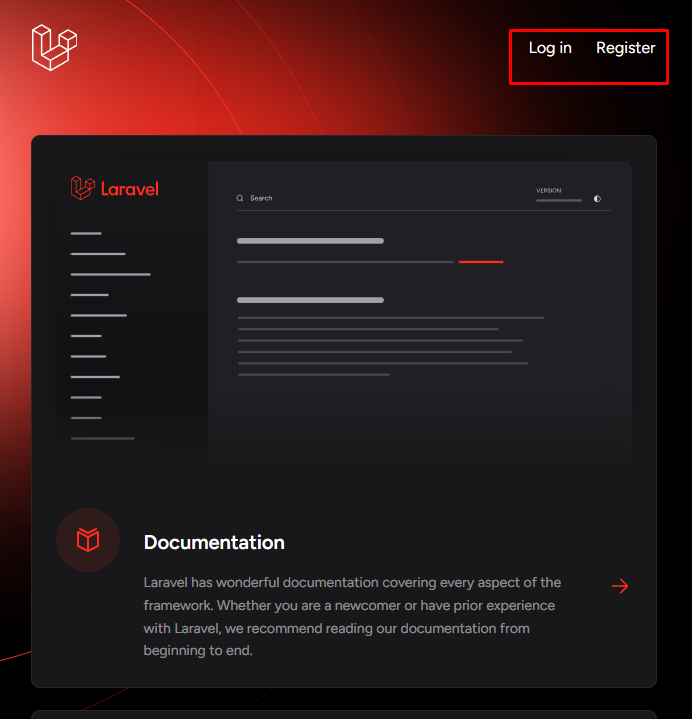 Log in Register
Laravel
Search
VERSION
Documentation
Laravel has wonderful documentation covering every aspect of the
framework. Whether you are a newcomer or have prior experience
with Laravel, we recommend reading our documentation from
beginning to end.